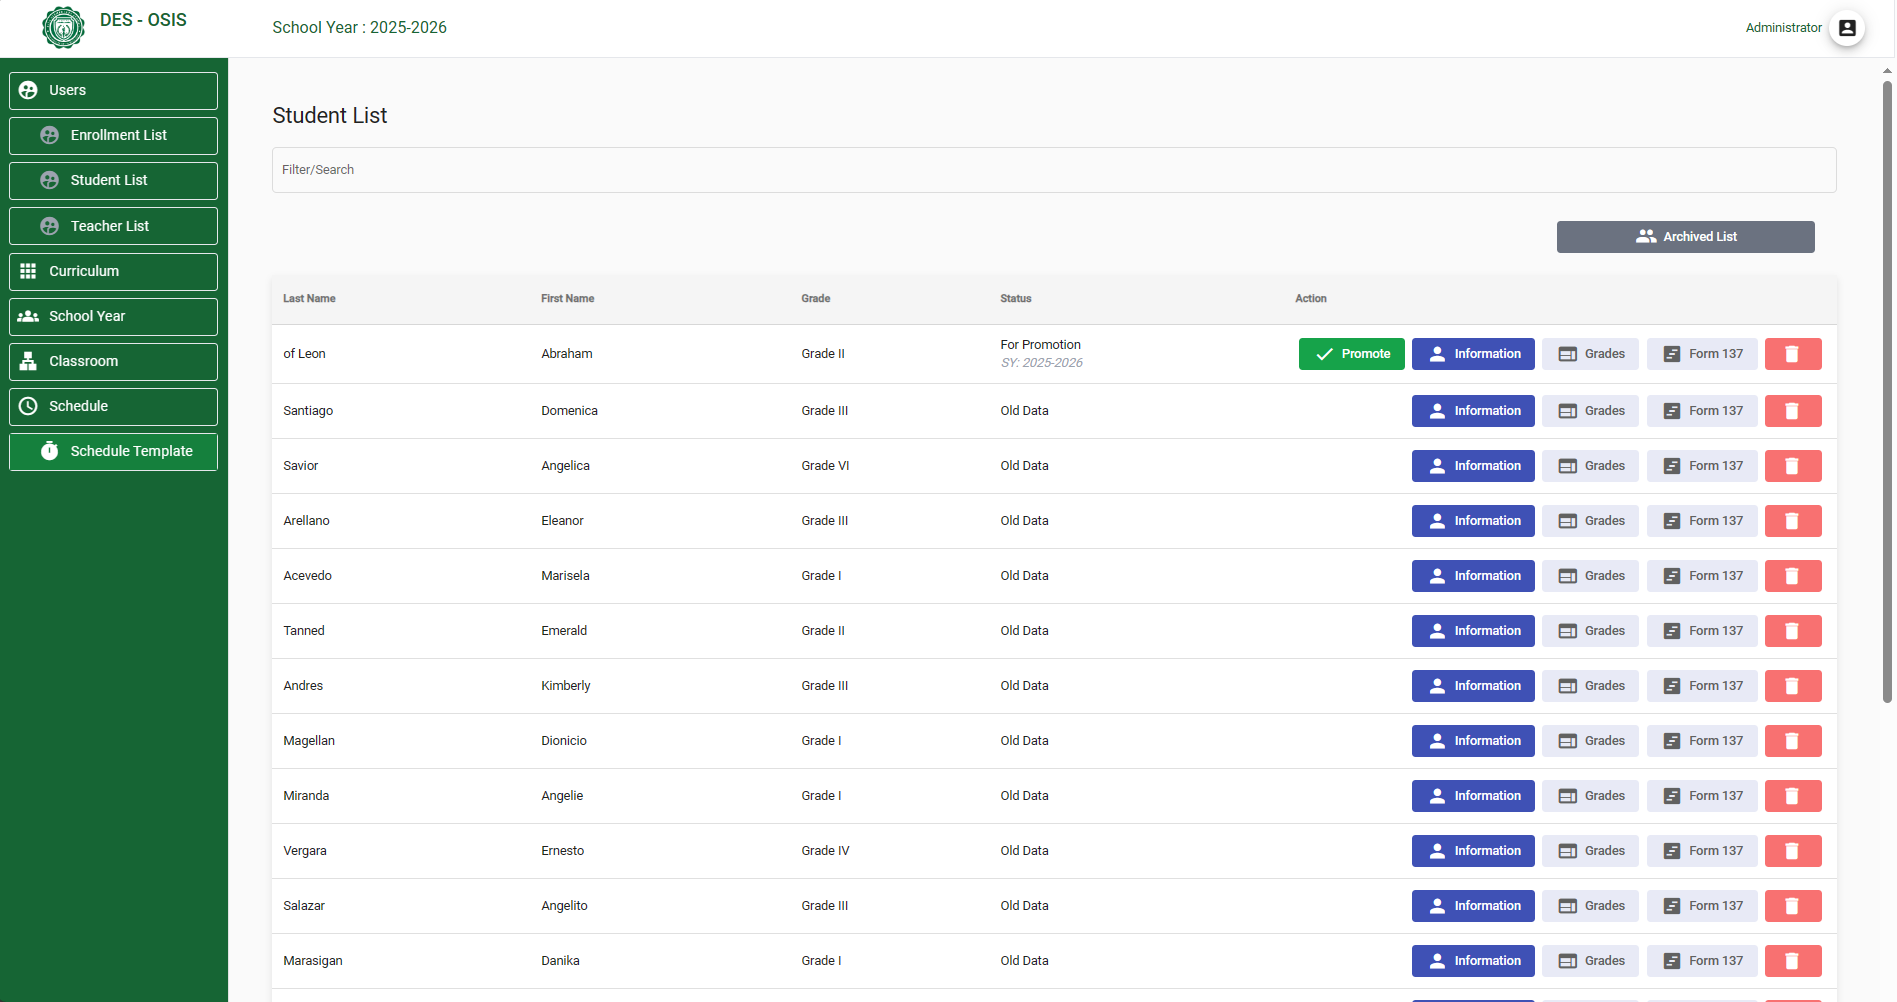 DES - OSIS
School Year : 2025-2026
Administrator
Users
Enrollment List
Student List
Teacher List
Curriculum
School Year
Classroom
Schedule
Schedule Template
Student List
Filter/Search
Archived List
Last Name First Name Grade Status Action
of Leon Abraham Grade II For Promotion SY: 2025-2026 Promote Information Grades Form 137
Santiago Domenica Grade III Old Data Information Grades Form 137
Savior Angelica Grade VI Old Data Information Grades Form 137
Arellano Eleanor Grade III Old Data Information Grades Form 137
Acevedo Marisela Grade I Old Data Information Grades Form 137
Tanned Emerald Grade II Old Data Information Grades Form 137
Andres Kimberly Grade III Old Data Information Grades Form 137
Magellan Dionicio Grade I Old Data Information Grades Form 137
Miranda Angelie Grade I Old Data Information Grades Form 137
Vergara Ernesto Grade IV Old Data Information Grades Form 137
Salazar Angelito Grade III Old Data Information Grades Form 137
Marasigan Danika Grade I Old Data Information Grades Form 137